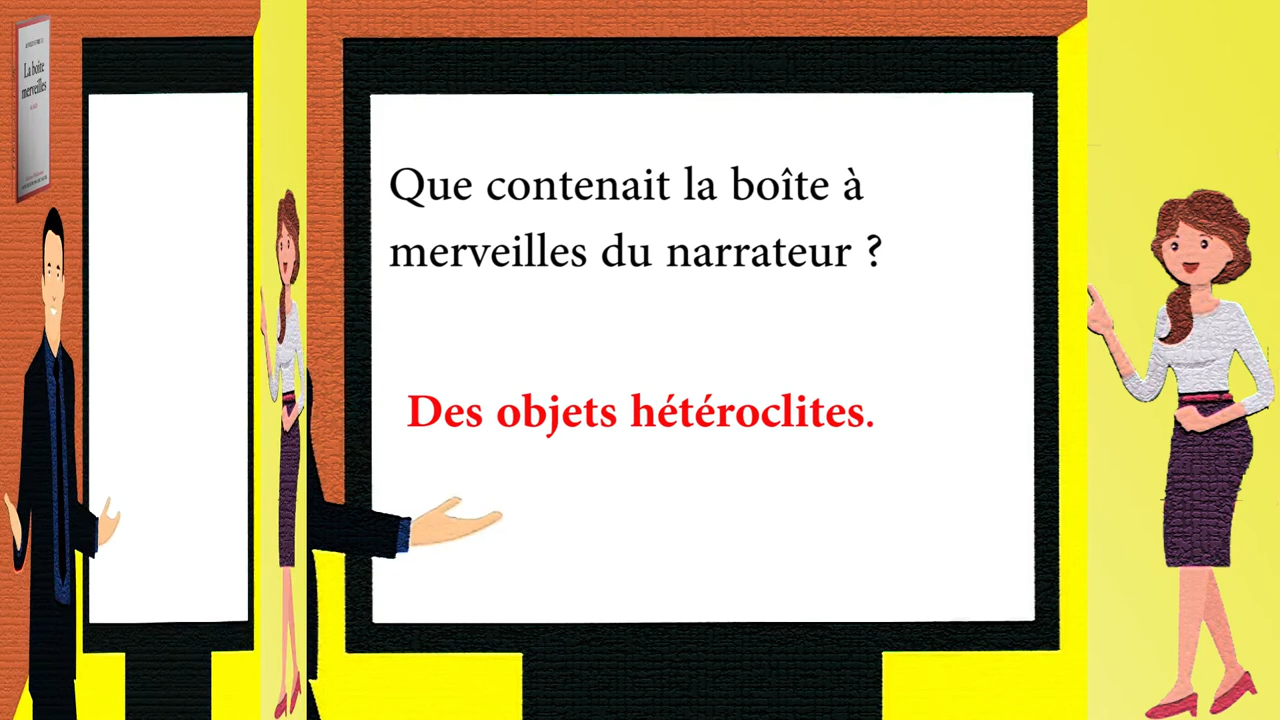 La boîte
merveilles
Que contenait la boîte à
merveilles du narrateur ?
Des objets hétéroclites.